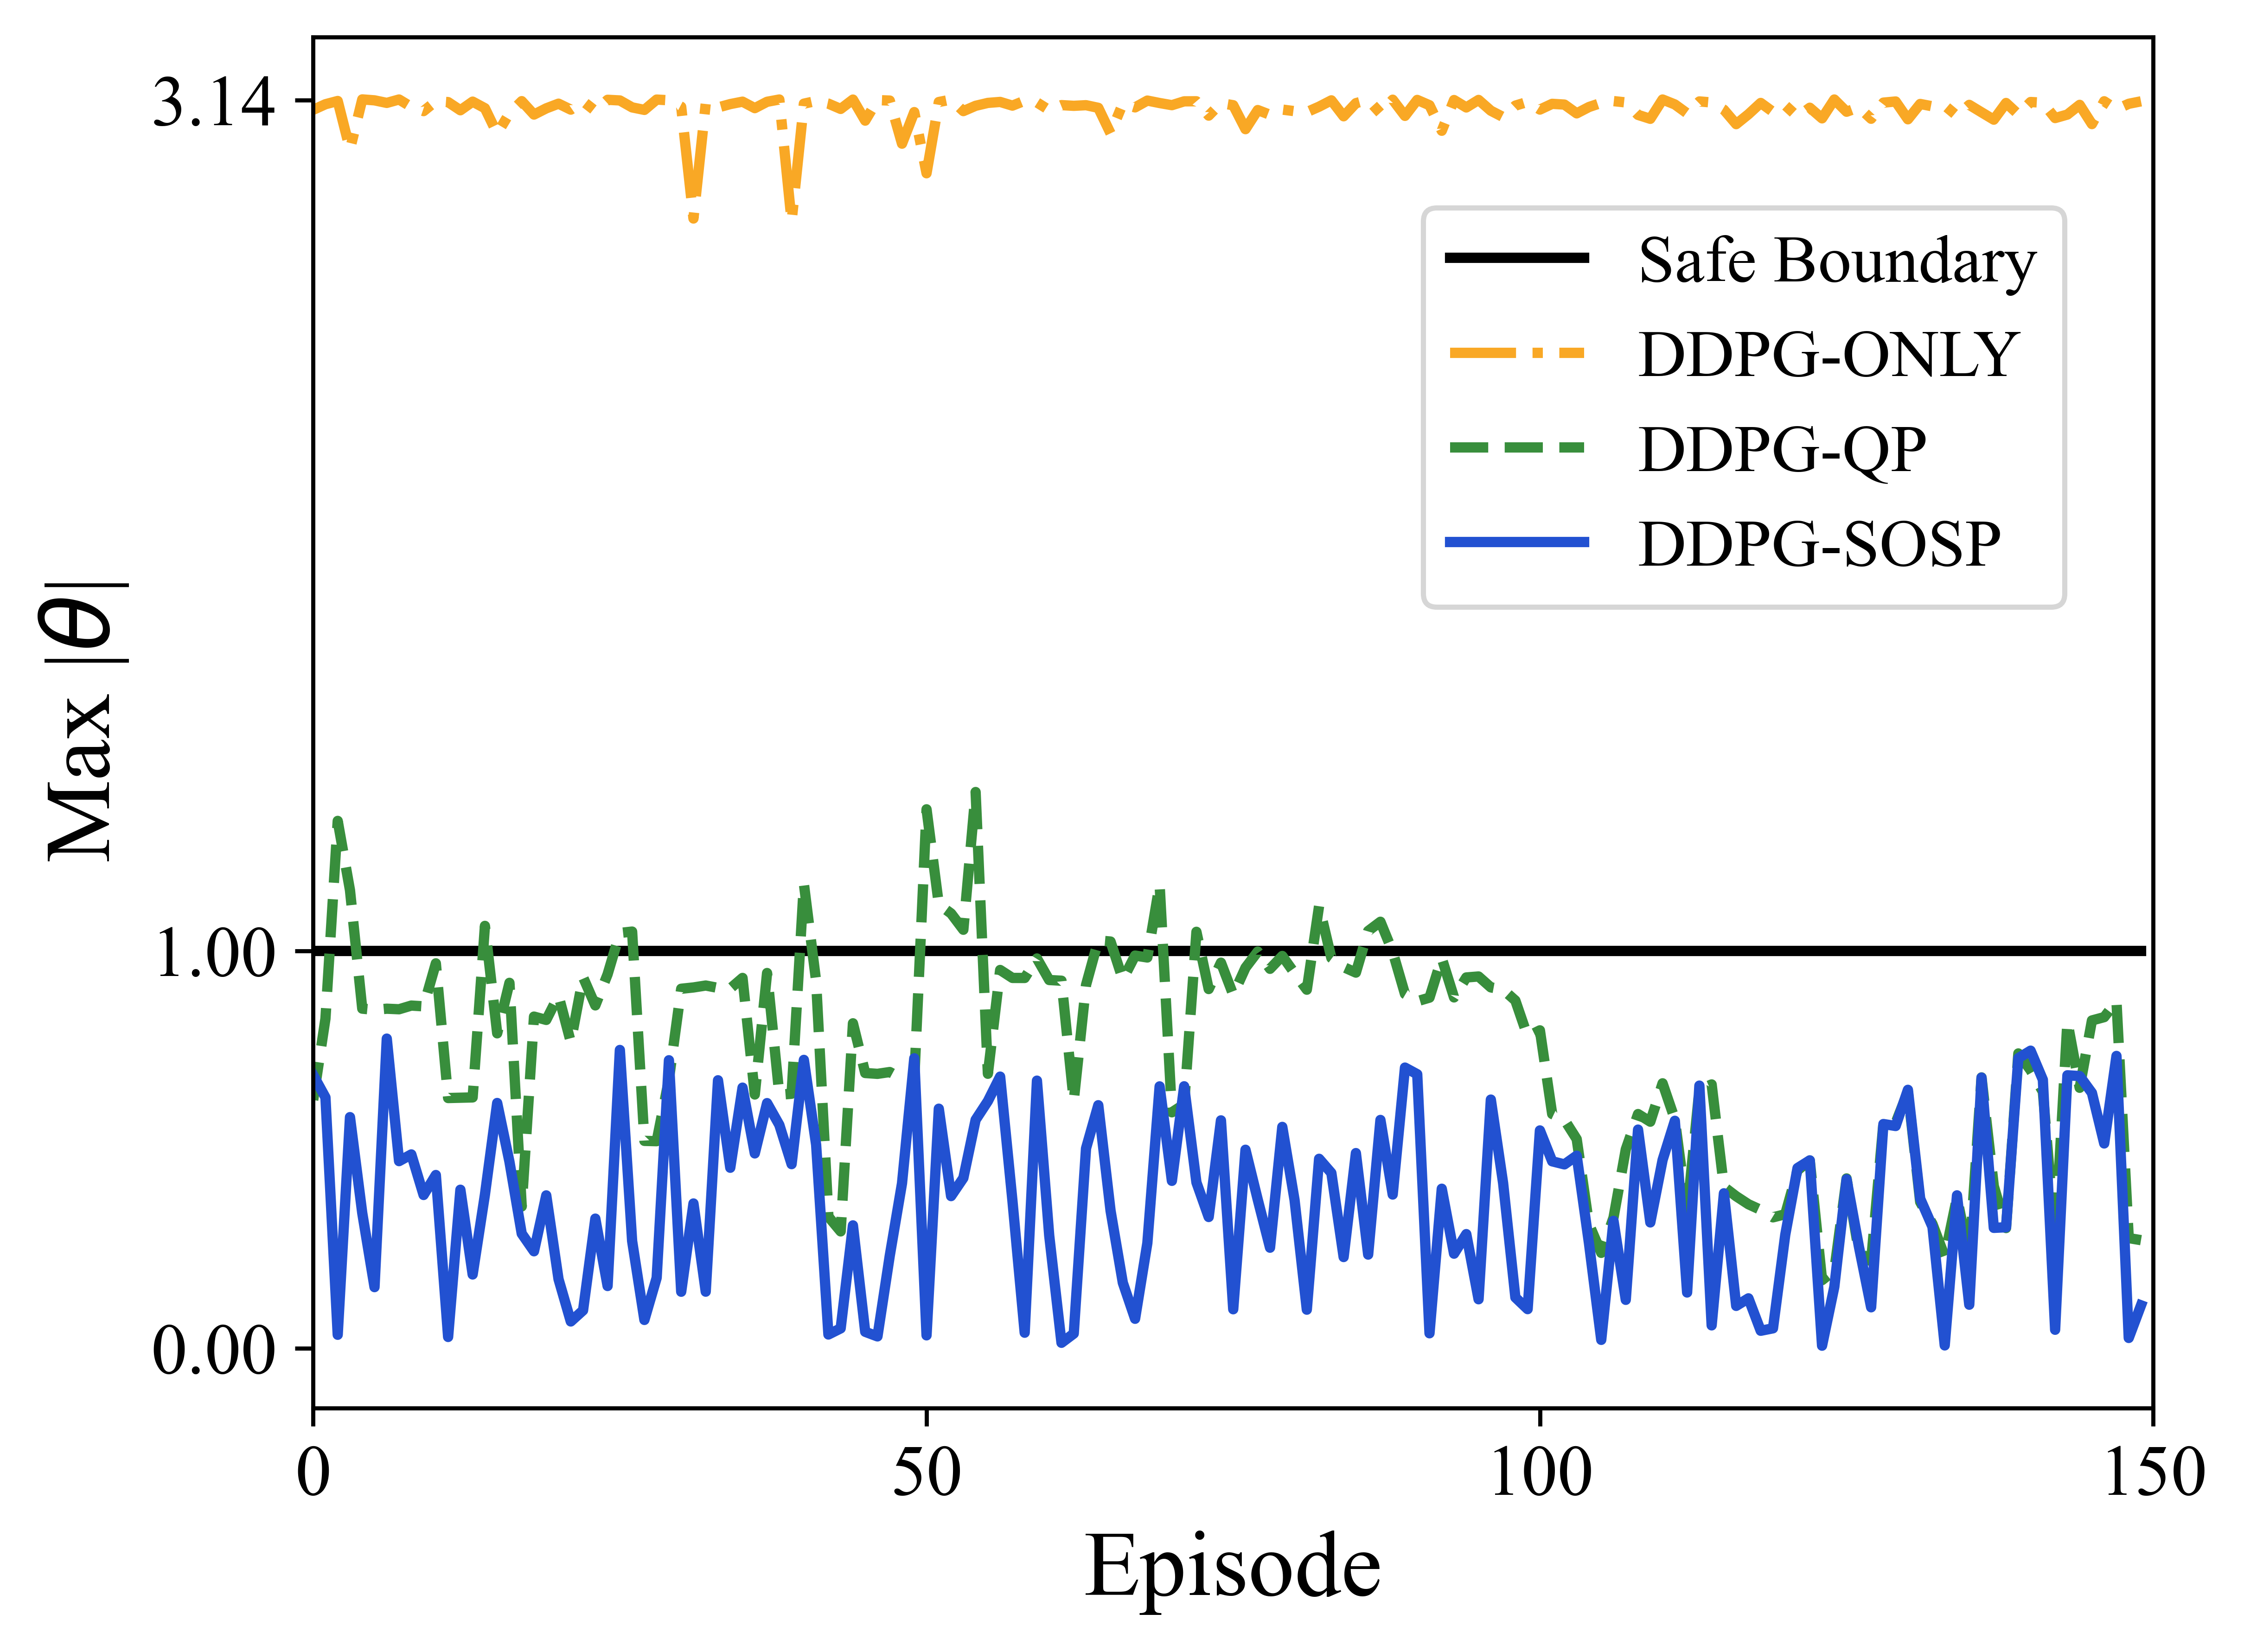 3.14
1.00
0.00
Max |θ|
Safe Boundary
DDPG-ONLY
DDPG-QP
DDPG-SOSP
0 50 100 150
Episode